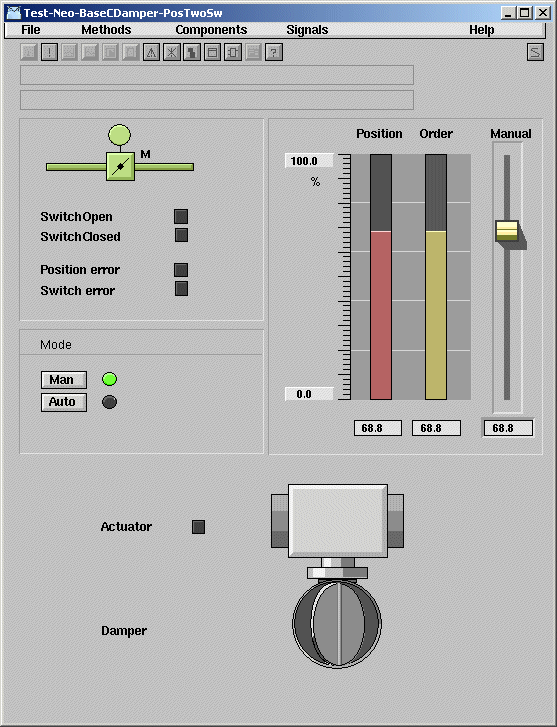 Test-Neo-BaseCDamper-PosTwoSw
File Methods Components Signals Help
! ?
M
Position Order Manual
100.0
%
SwitchOpen
SwitchClosed
Position error
Switch error
Mode
Man
Auto
0.0
68.8 68.8 68.8
Actuator
Damper